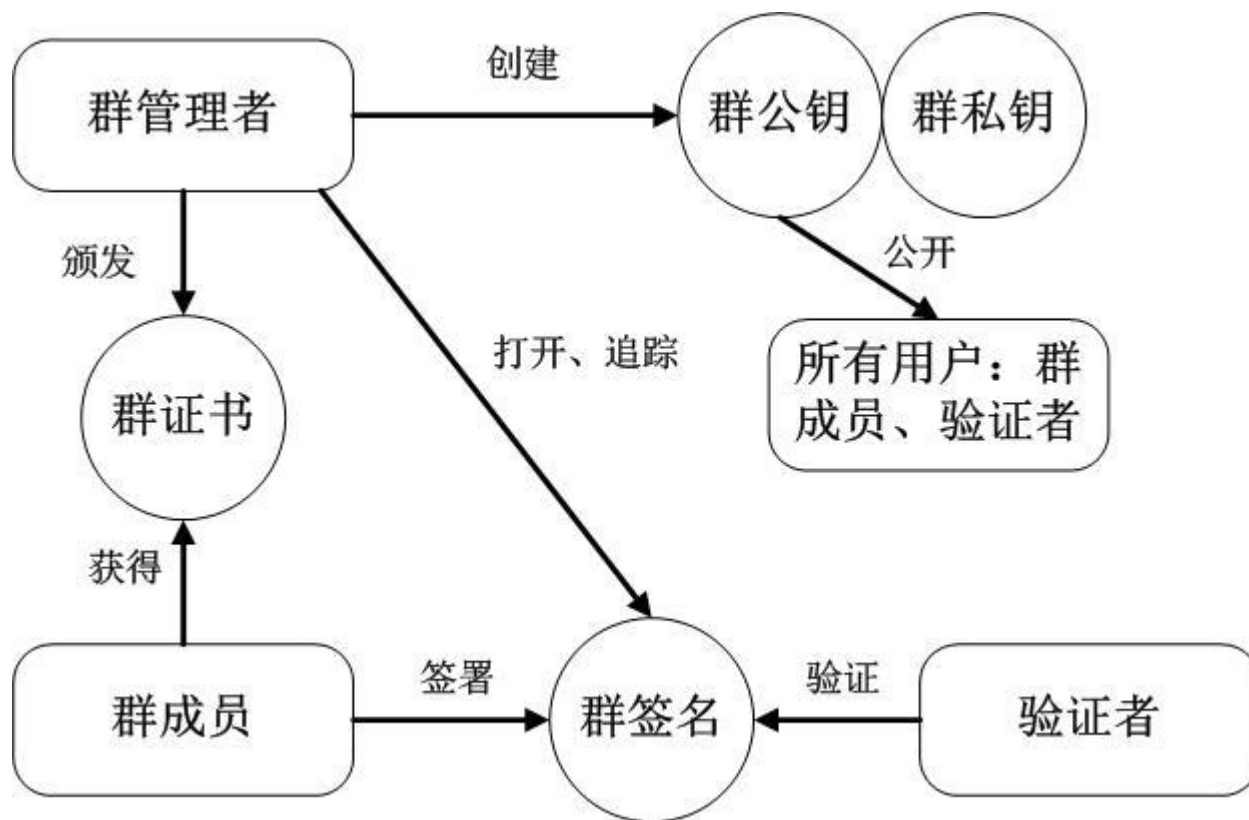 创建
群管理者
群公钥
群私钥
颁发
公开
打开、追踪
所有用户：群
成员、验证者
群证书
获得
签署
验证
群成员
群签名
验证者